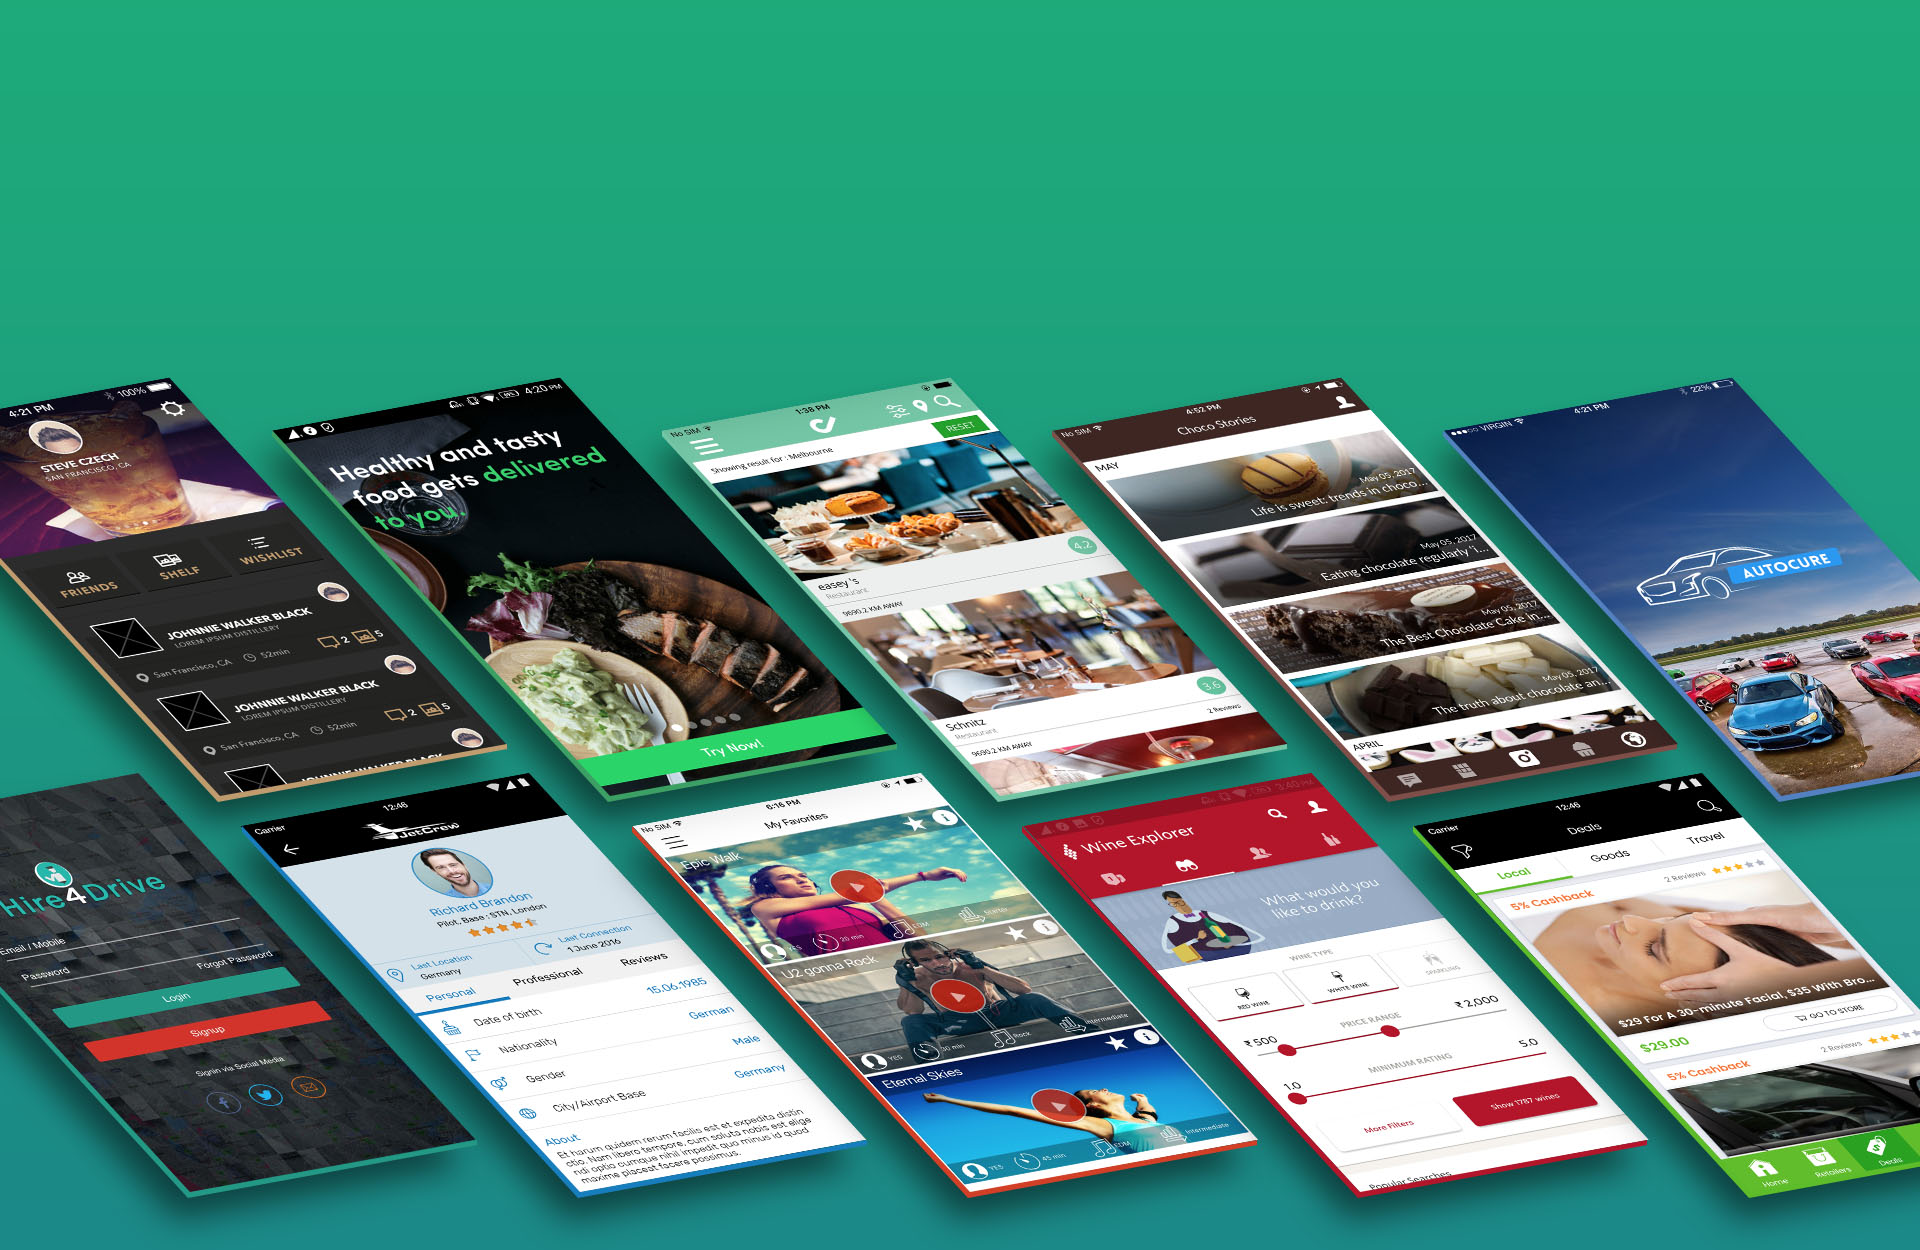 4:21 PM
100%
STEVE CZECH
SAN FRANCISCO, CA
FRIENDS
SHELF
WISHLIST
JOHNNIE WALKER BLACK
LOREM IPSUM DISTILLERY
2
5
San Francisco, CA
52min
JOHNNIE WALKER BLACK
LOREM IPSUM DISTILLERY
2
5
San Francisco, CA
52min
JOHNNIE WALKER BLACK
4:20 PM
Healthy and tasty
food gets delivered
to you.
Try Now!
No SIM
1:38 PM
RESET
Showing result for : Melbourne
4.2
easey's
Restaurant
9690.2 KM AWAY
3.6
Schnitz
Restaurant
2 Reviews
9690.2 KM AWAY
No SIM
4:52 PM
Choco Stories
MAY
May 05, 2017
Life is sweet: trends in choco...
May 05, 2017
Eating chocolate regularly 'i...
May 05, 2017
The Best Chocolate Cake in...
May 05, 2017
The truth about chocolate an...
APRIL
VIRGIN
4:21 PM
22%
AUTOCURE
Hire4Drive
Email / Mobile
Password
Forgot Password
Login
Signup
Signin via Social Media
Carrier
12:46
JetCrew
Richard Brandon
Pilot, Base : STN, London
Last Location
Germany
Last Connection
1 June 2016
Personal
Professional
Reviews
Date of birth
15.06.1985
Nationality
German
Gender
Male
City/Airport Base
Germany
About
Et harum quidem rerum facilis est et expedita distin
ctio. Nam libero tempore, cum soluta nobis est elige
ndi optio cumque nihil impedit quo minus id quod
maxime placeat facere possimus.
No SIM
6:16 PM
My Favorites
Epic Walk
YES
20 min
EDM
Starter
U2 gonna Rock
YES
30 min
Rock
Intermediate
Eternal Skies
YES
45 min
EDM
Intermediate
3:40 PM
Wine Explorer
What would you
like to drink?
WINE TYPE
RED WINE
WHITE WINE
SPARKLING
PRICE RANGE
₹ 500
₹ 2,000
MINIMUM RATING
1.0
5.0
More Filters
Show 1787 wines
Popular Searches
Carrier
12:46
Deals
Local
Goods
Travel
5% Cashback
2 Reviews
$29 For A 30-minute Facial, $35 With Bro...
GO TO STORE
$29.00
5% Cashback
2 Reviews
Home
Retailers
Deals